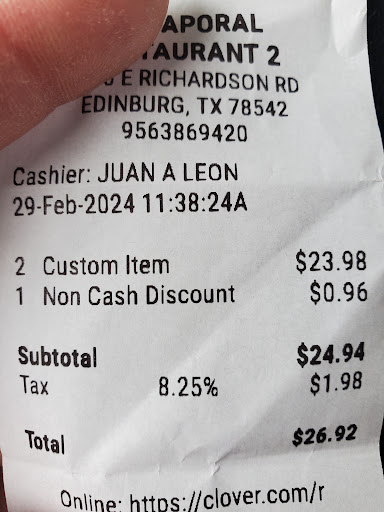 APORAL
TAURANT 2
E RICHARDSON RD
EDINBURG, TX 78542
9563869420
Cashier: JUAN A LEON
29-Feb-2024 11:38:24A
2 Custom Item $23.98
1 Non Cash Discount $0.96
Subtotal $24.94
Tax 8.25% $1.98
Total $26.92
Online: https://clover.com/r